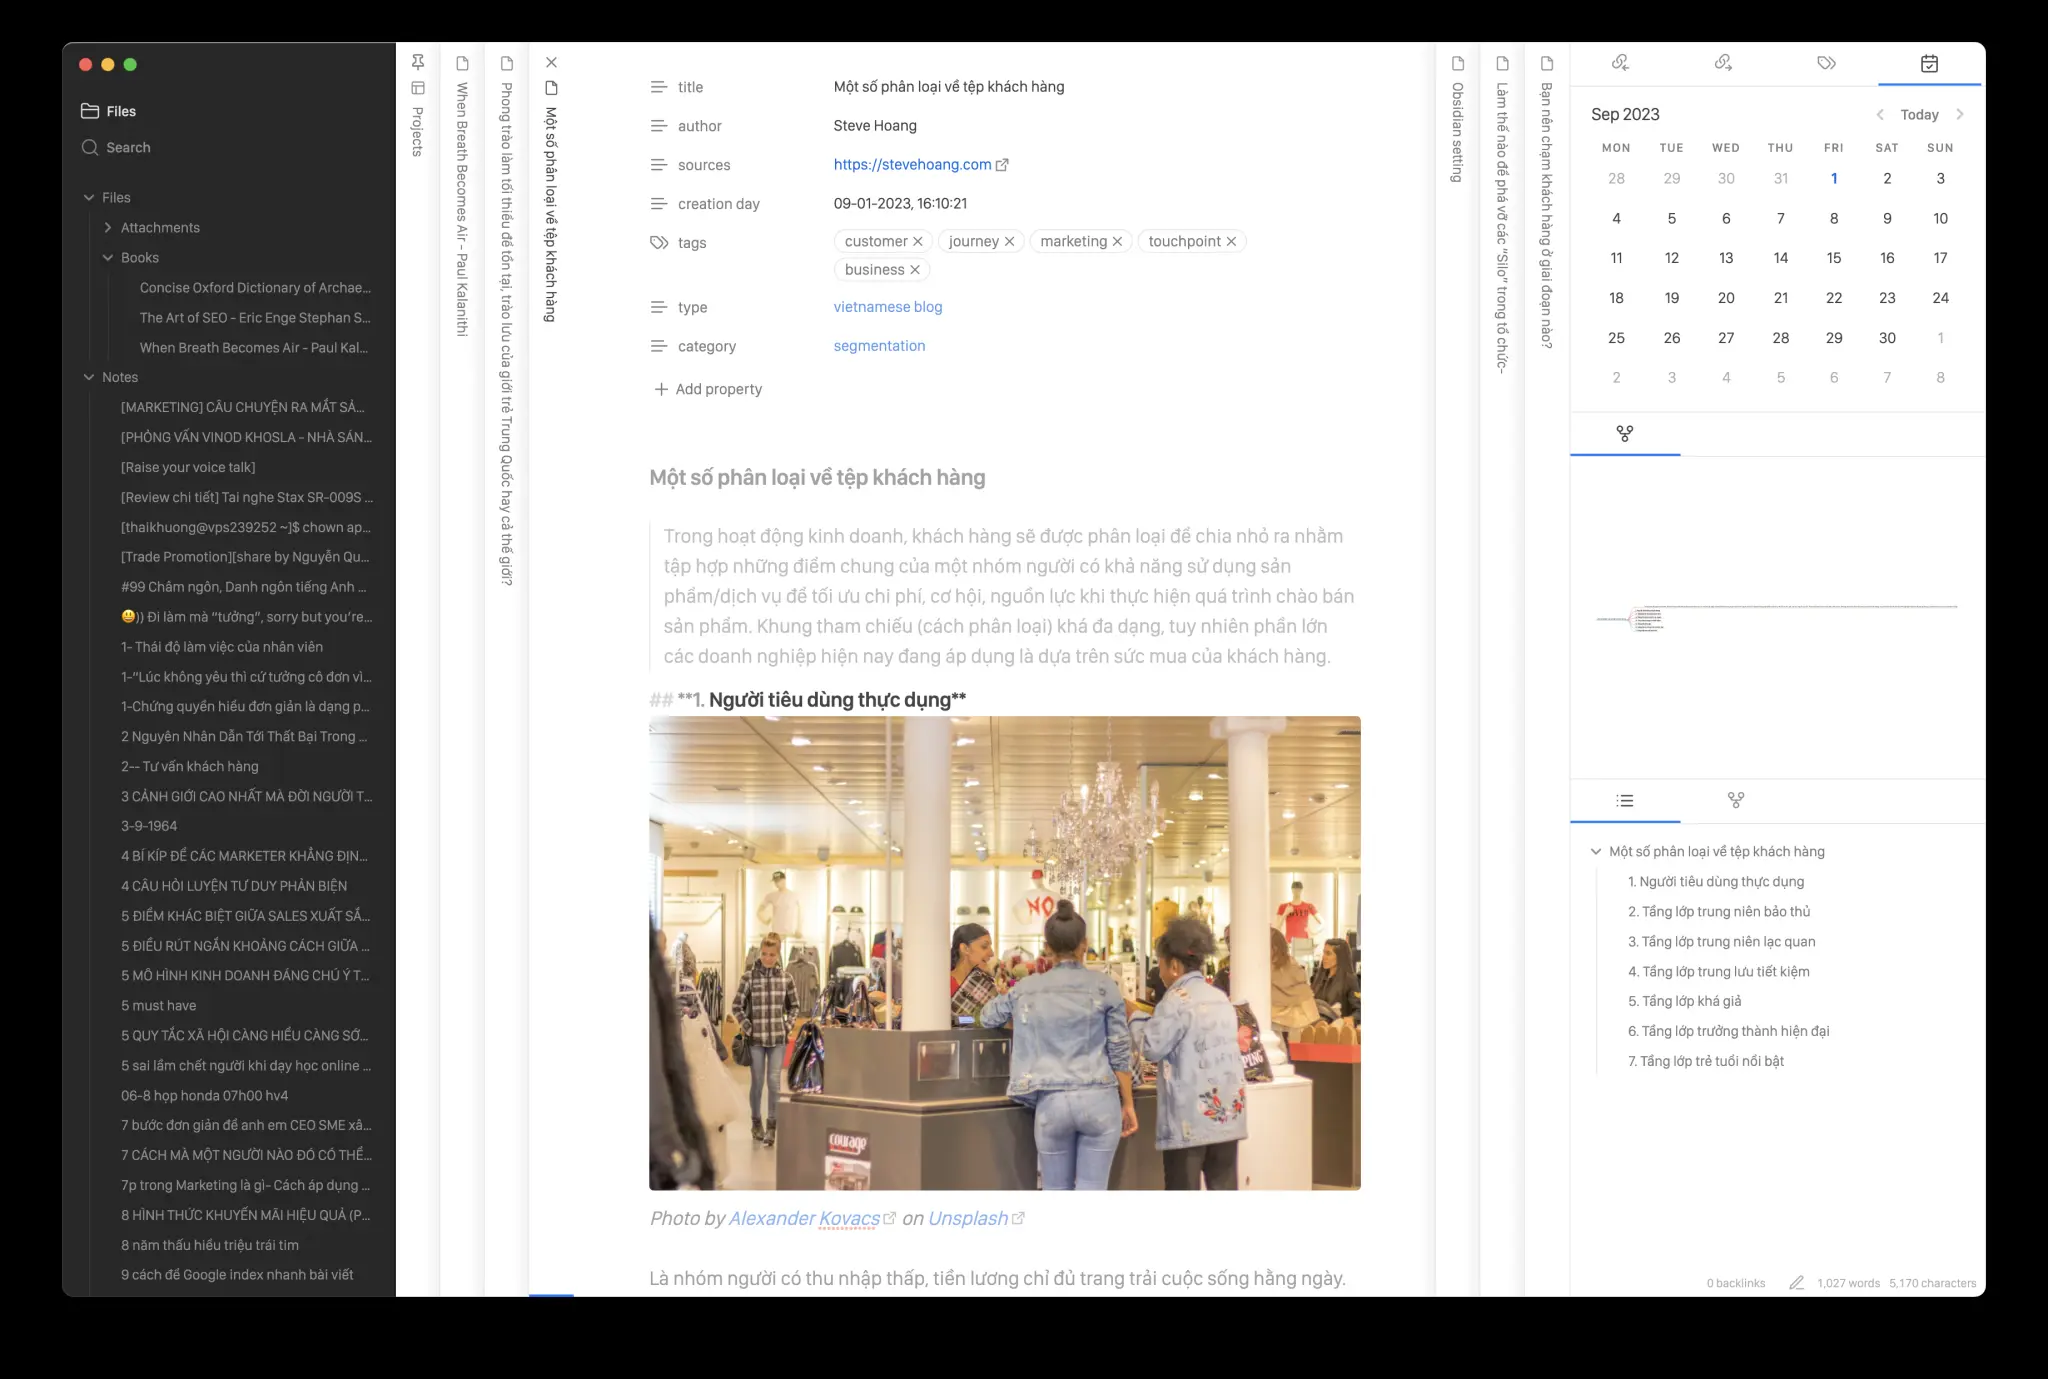 Files
Search
Files
Attachments
Books
Concise Oxford Dictionary of Archae...
The Art of SEO - Eric Enge Stephan S...
When Breath Becomes Air - Paul Kal...
Notes
[MARKETING] CÂU CHUYỆN RA MẮT SẢ...
[PHỎNG VẤN VINOD KHOSLA - NHÀ SÁN...
[Raise your voice talk]
[Review chi tiết] Tai nghe Stax SR-009S ...
[thaikhuong@vps239252 ~]$ chown ap...
[Trade Promotion][share by Nguyễn Qu...
#99 Châm ngôn, Danh ngôn tiếng Anh ...
😃)) Đi làm mà “tưởng”, sorry but you’re...
1- Thái độ làm việc của nhân viên
1-“Lúc không yêu thì cứ tưởng cô đơn vì...
1-Chứng quyền hiểu đơn giản là dạng p...
2 Nguyên Nhân Dẫn Tới Thất Bại Trong ...
2-- Tư vấn khách hàng
3 CẢNH GIỚI CAO NHẤT MÀ ĐỜI NGƯỜI T...
3-9-1964
4 BÍ KÍP ĐỂ CÁC MARKETER KHẲNG ĐỊN...
4 CÂU HỎI LUYỆN TƯ DUY PHẢN BIỆN
5 ĐIỂM KHÁC BIỆT GIỮA SALES XUẤT SẮ...
5 ĐIỀU RÚT NGẮN KHOẢNG CÁCH GIỮA ...
5 MÔ HÌNH KINH DOANH ĐÁNG CHÚ Ý T...
5 must have
5 QUY TẮC XÃ HỘI CÀNG HIỂU CÀNG SỚ...
5 sai lầm chết người khi dạy học online ...
06-8 họp honda 07h00 hv4
7 bước đơn giản để anh em CEO SME xâ...
7 CÁCH MÀ MỘT NGƯỜI NÀO ĐÓ CÓ THỂ...
7p trong Marketing là gì- Cách áp dụng ...
8 HÌNH THỨC KHUYẾN MÃI HIỆU QUẢ (P...
8 năm thấu hiểu triệu trái tim
9 cách để Google index nhanh bài viết
Projects
When Breath Becomes Air - Paul Kalanithi
Phong trào làm tối thiểu để tồn tại, trào lưu của giới trẻ Trung Quốc hay cả thế giới?
Một số phân loại về tệp khách hàng
title Một số phân loại về tệp khách hàng
author Steve Hoang
sources https://stevehoang.com
creation day 09-01-2023, 16:10:21
tags customer journey marketing touchpoint
business
type vietnamese blog
category segmentation
Add property
Một số phân loại về tệp khách hàng
Trong hoạt động kinh doanh, khách hàng sẽ được phân loại để chia nhỏ ra nhằm
tập hợp những điểm chung của một nhóm người có khả năng sử dụng sản
phẩm/dịch vụ để tối ưu chi phí, cơ hội, nguồn lực khi thực hiện quá trình chào bán
sản phẩm. Khung tham chiếu (cách phân loại) khá đa dạng, tuy nhiên phần lớn
các doanh nghiệp hiện nay đang áp dụng là dựa trên sức mua của khách hàng.
## **1. Người tiêu dùng thực dụng**
NO
courage
Photo by Alexander Kovacs on Unsplash
Là nhóm người có thu nhập thấp, tiền lương chỉ đủ trang trải cuộc sống hằng ngày.
Obsidian setting
Làm thế nào để phá vỡ các “Silo” trong tổ chức-
Bạn nên chạm khách hàng ở giai đoạn nào?
Sep 2023 Today
MON TUE WED THU FRI SAT SUN
28 29 30 31 1 2 3
4 5 6 7 8 9 10
11 12 13 14 15 16 17
18 19 20 21 22 23 24
25 26 27 28 29 30 1
2 3 4 5 6 7 8
Một số phân loại về tệp khách hàng
1. Người tiêu dùng thực dụng
2. Tầng lớp trung niên bảo thủ
3. Tầng lớp trung niên lạc quan
4. Tầng lớp trung lưu tiết kiệm
5. Tầng lớp khá giả
6. Tầng lớp trưởng thành hiện đại
7. Tầng lớp trẻ tuổi nổi bật
0 backlinks 1,027 words 5,170 characters